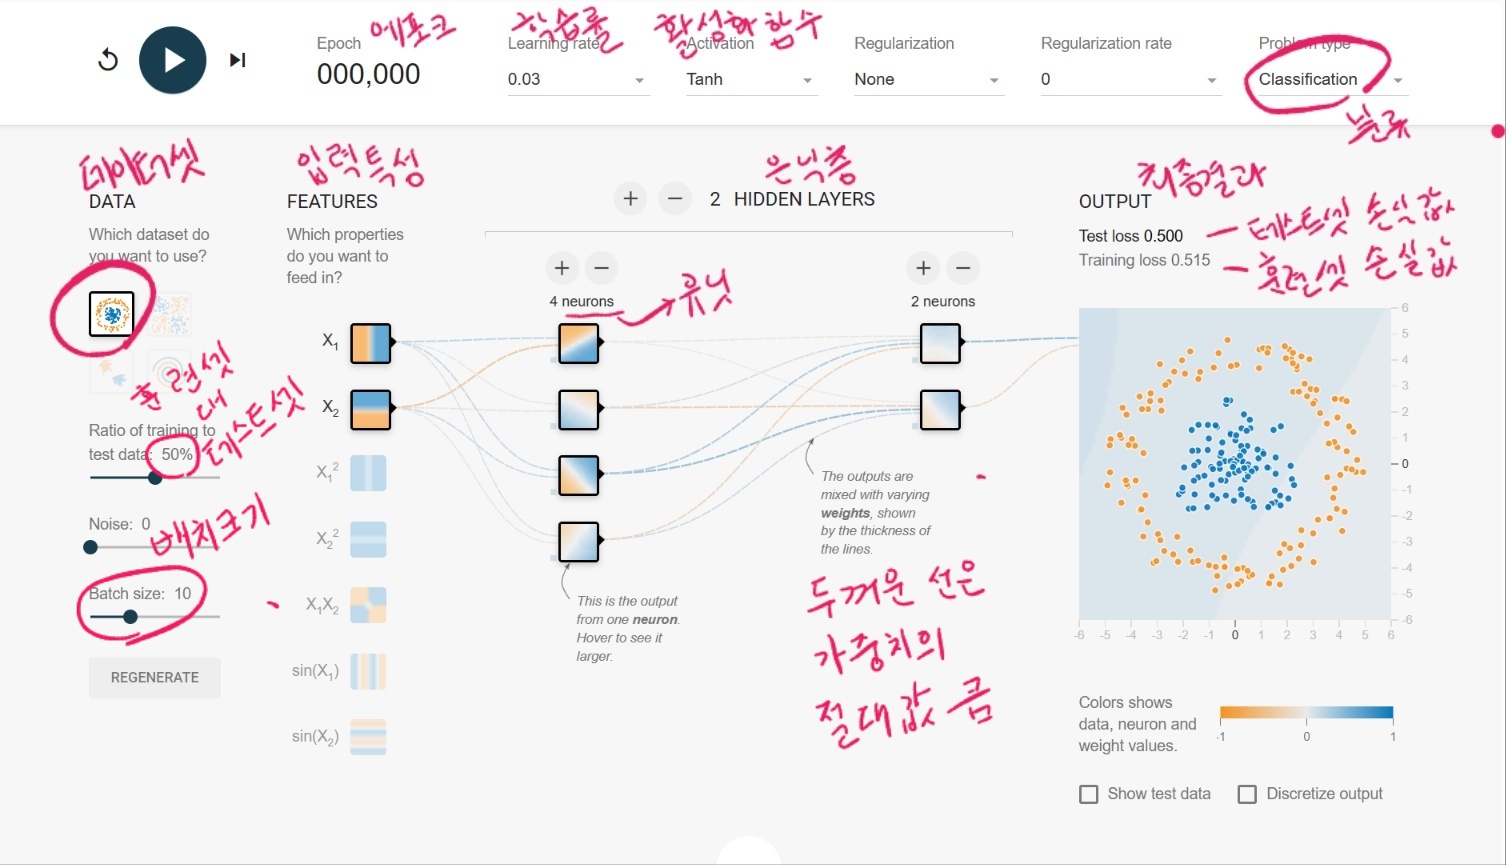 Epoch 에포크
000,000
Learning rate 학습률
0.03
Activation 활성화 함수
Tanh
Regularization
None
Regularization rate
0
Problem type
Classification
분류
데이터셋
DATA
Which dataset do
you want to use?
훈련셋
대
테스트셋
Ratio of training to
test data: 50%
Noise: 0
배치크기
Batch size: 10
REGENERATE
입력특성
FEATURES
Which properties
do you want to
feed in?
X1
X2
X1²
X2²
X1X2
sin(X1)
sin(X2)
은닉층
+ − 2 HIDDEN LAYERS
+ −
4 neurons
유닛
+ −
2 neurons
This is the output
from one neuron.
Hover to see it
larger.
The outputs are
mixed with varying
weights, shown
by the thickness of
the lines.
두꺼운 선은
가중치의
절대값 큼
최종결과
OUTPUT
Test loss 0.500 – 테스트셋 손실값
Training loss 0.515 – 훈련셋 손실값
6
5
4
3
2
1
0
-1
-2
-3
-4
-5
-6
-6 -5 -4 -3 -2 -1 0 1 2 3 4 5 6
Colors shows
data, neuron and
weight values.
-1 0 1
Show test data
Discretize output